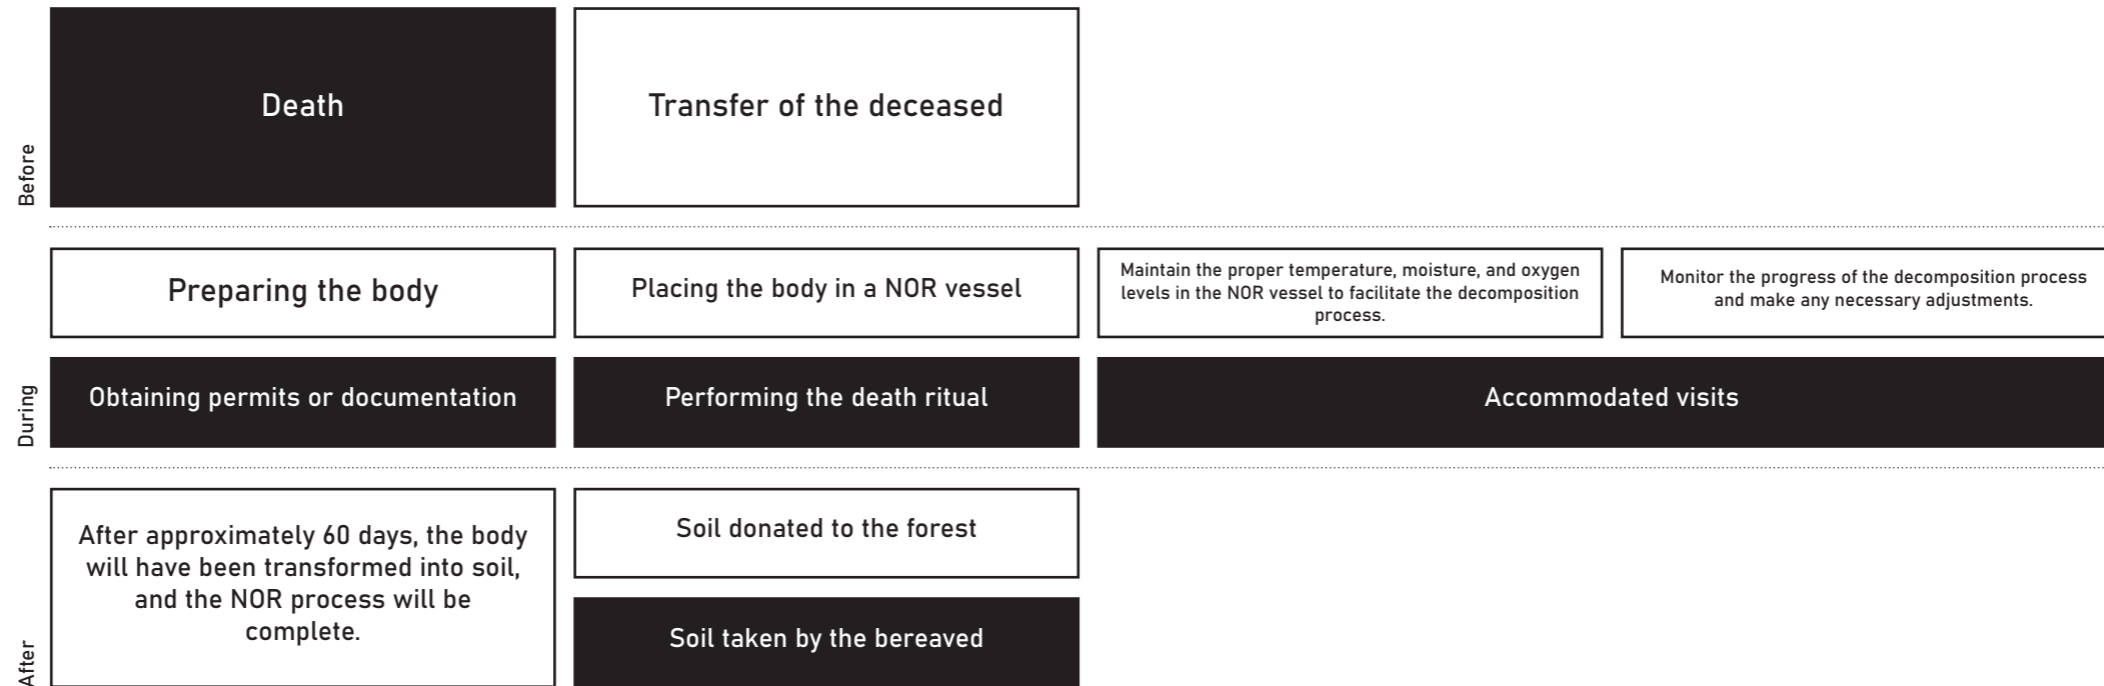 Before
Death
Transfer of the deceased
During
Preparing the body
Placing the body in a NOR vessel
Maintain the proper temperature, moisture, and oxygen
levels in the NOR vessel to facilitate the decomposition
process.
Monitor the progress of the decomposition process
and make any necessary adjustments.
Obtaining permits or documentation
Performing the death ritual
Accommodated visits
After
After approximately 60 days, the body
will have been transformed into soil,
and the NOR process will be
complete.
Soil donated to the forest
Soil taken by the bereaved